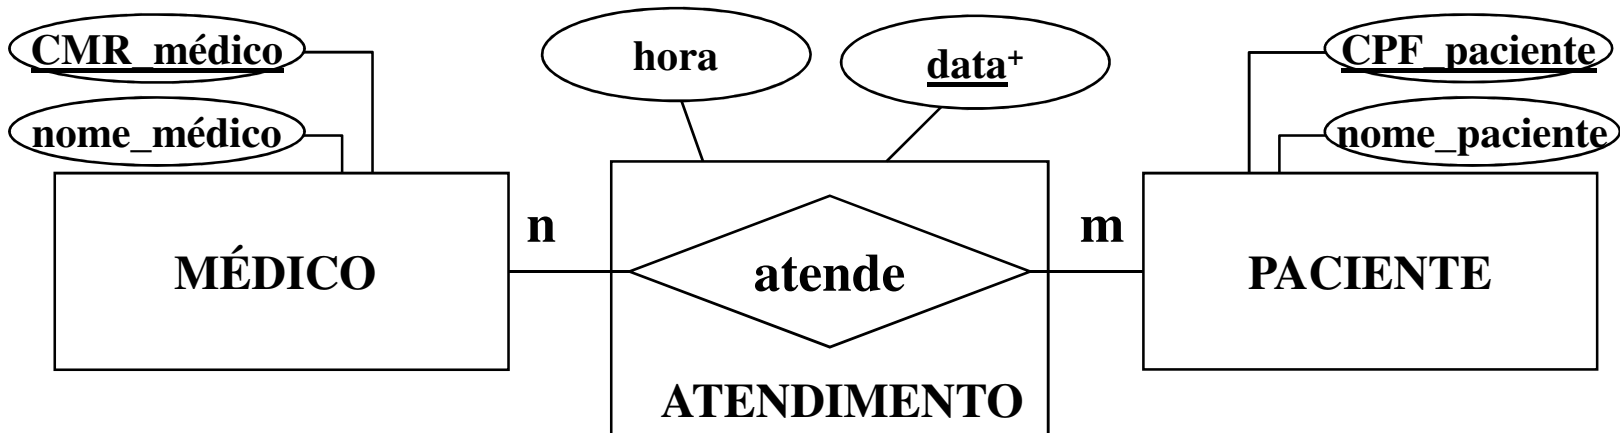 CMR_médico
hora
data+
CPF_paciente
nome_médico
nome_paciente
n
m
MÉDICO
atende
PACIENTE
ATENDIMENTO